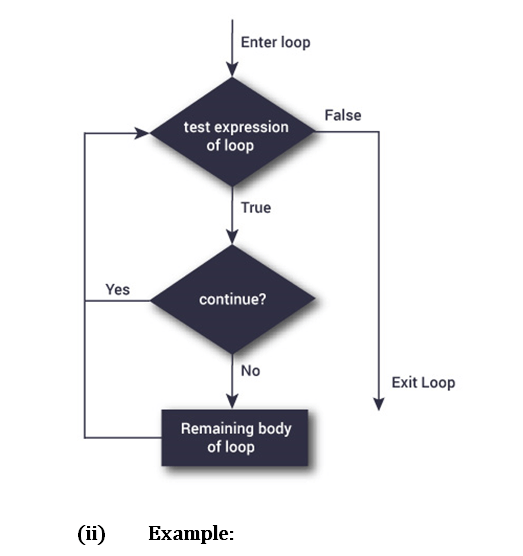 Enter loop
test expression
of loop
False
True
continue?
Yes
No
Exit Loop
Remaining body
of loop
(ii) Example: